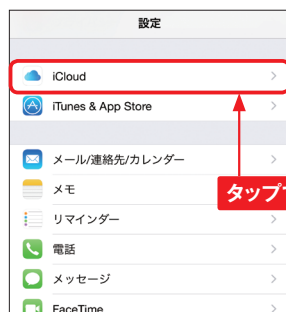 設定
iCloud
iTunes & App Store
メール/連絡先/カレンダー
メモ
タップ
リマインダー
電話
メッセージ
FaceTime